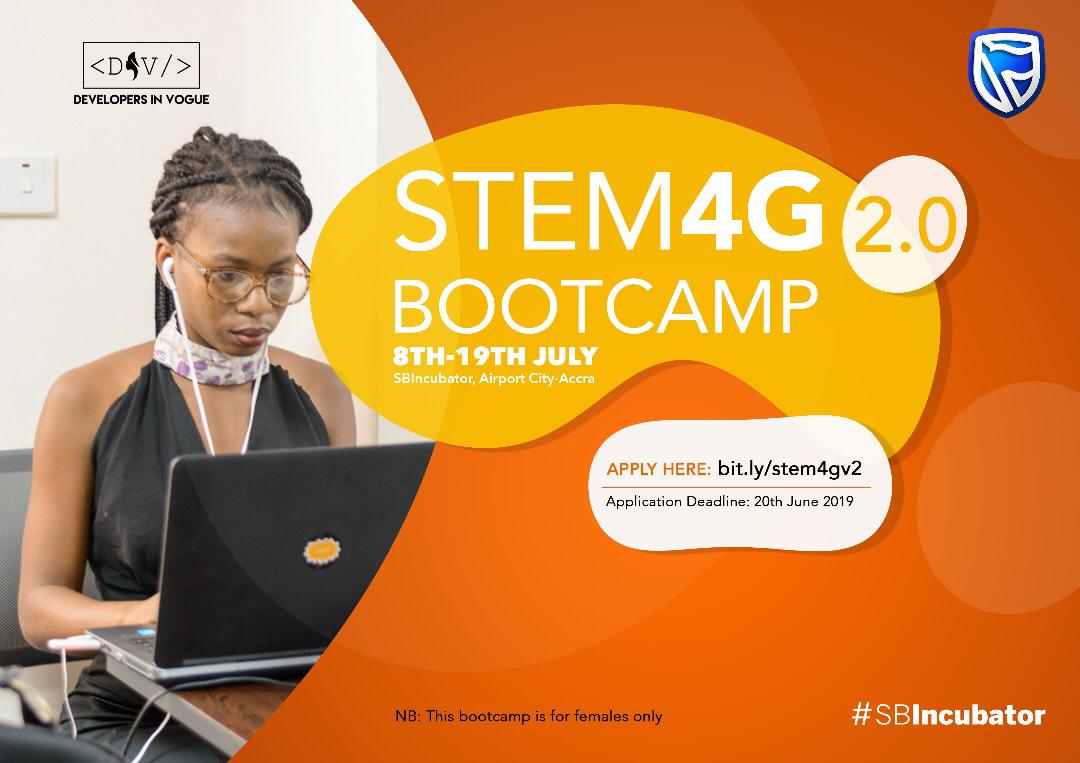 <D V/>
DEVELOPERS IN VOGUE
STEM4G 2.0
BOOTCAMP
8TH-19TH JULY
SBIncubator, Airport City-Accra
APPLY HERE: bit.ly/stem4gv2
Application Deadline: 20th June 2019
NB: This bootcamp is for females only
#SBIncubator